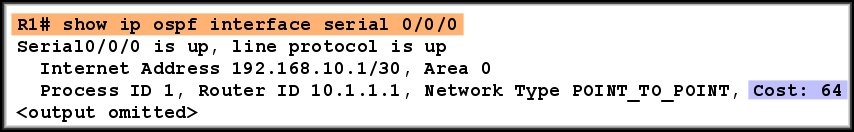 R1# show ip ospf interface serial 0/0/0
Serial0/0/0 is up, line protocol is up
Internet Address 192.168.10.1/30, Area 0
Process ID 1, Router ID 10.1.1.1, Network Type POINT_TO_POINT, Cost: 64
<output omitted>